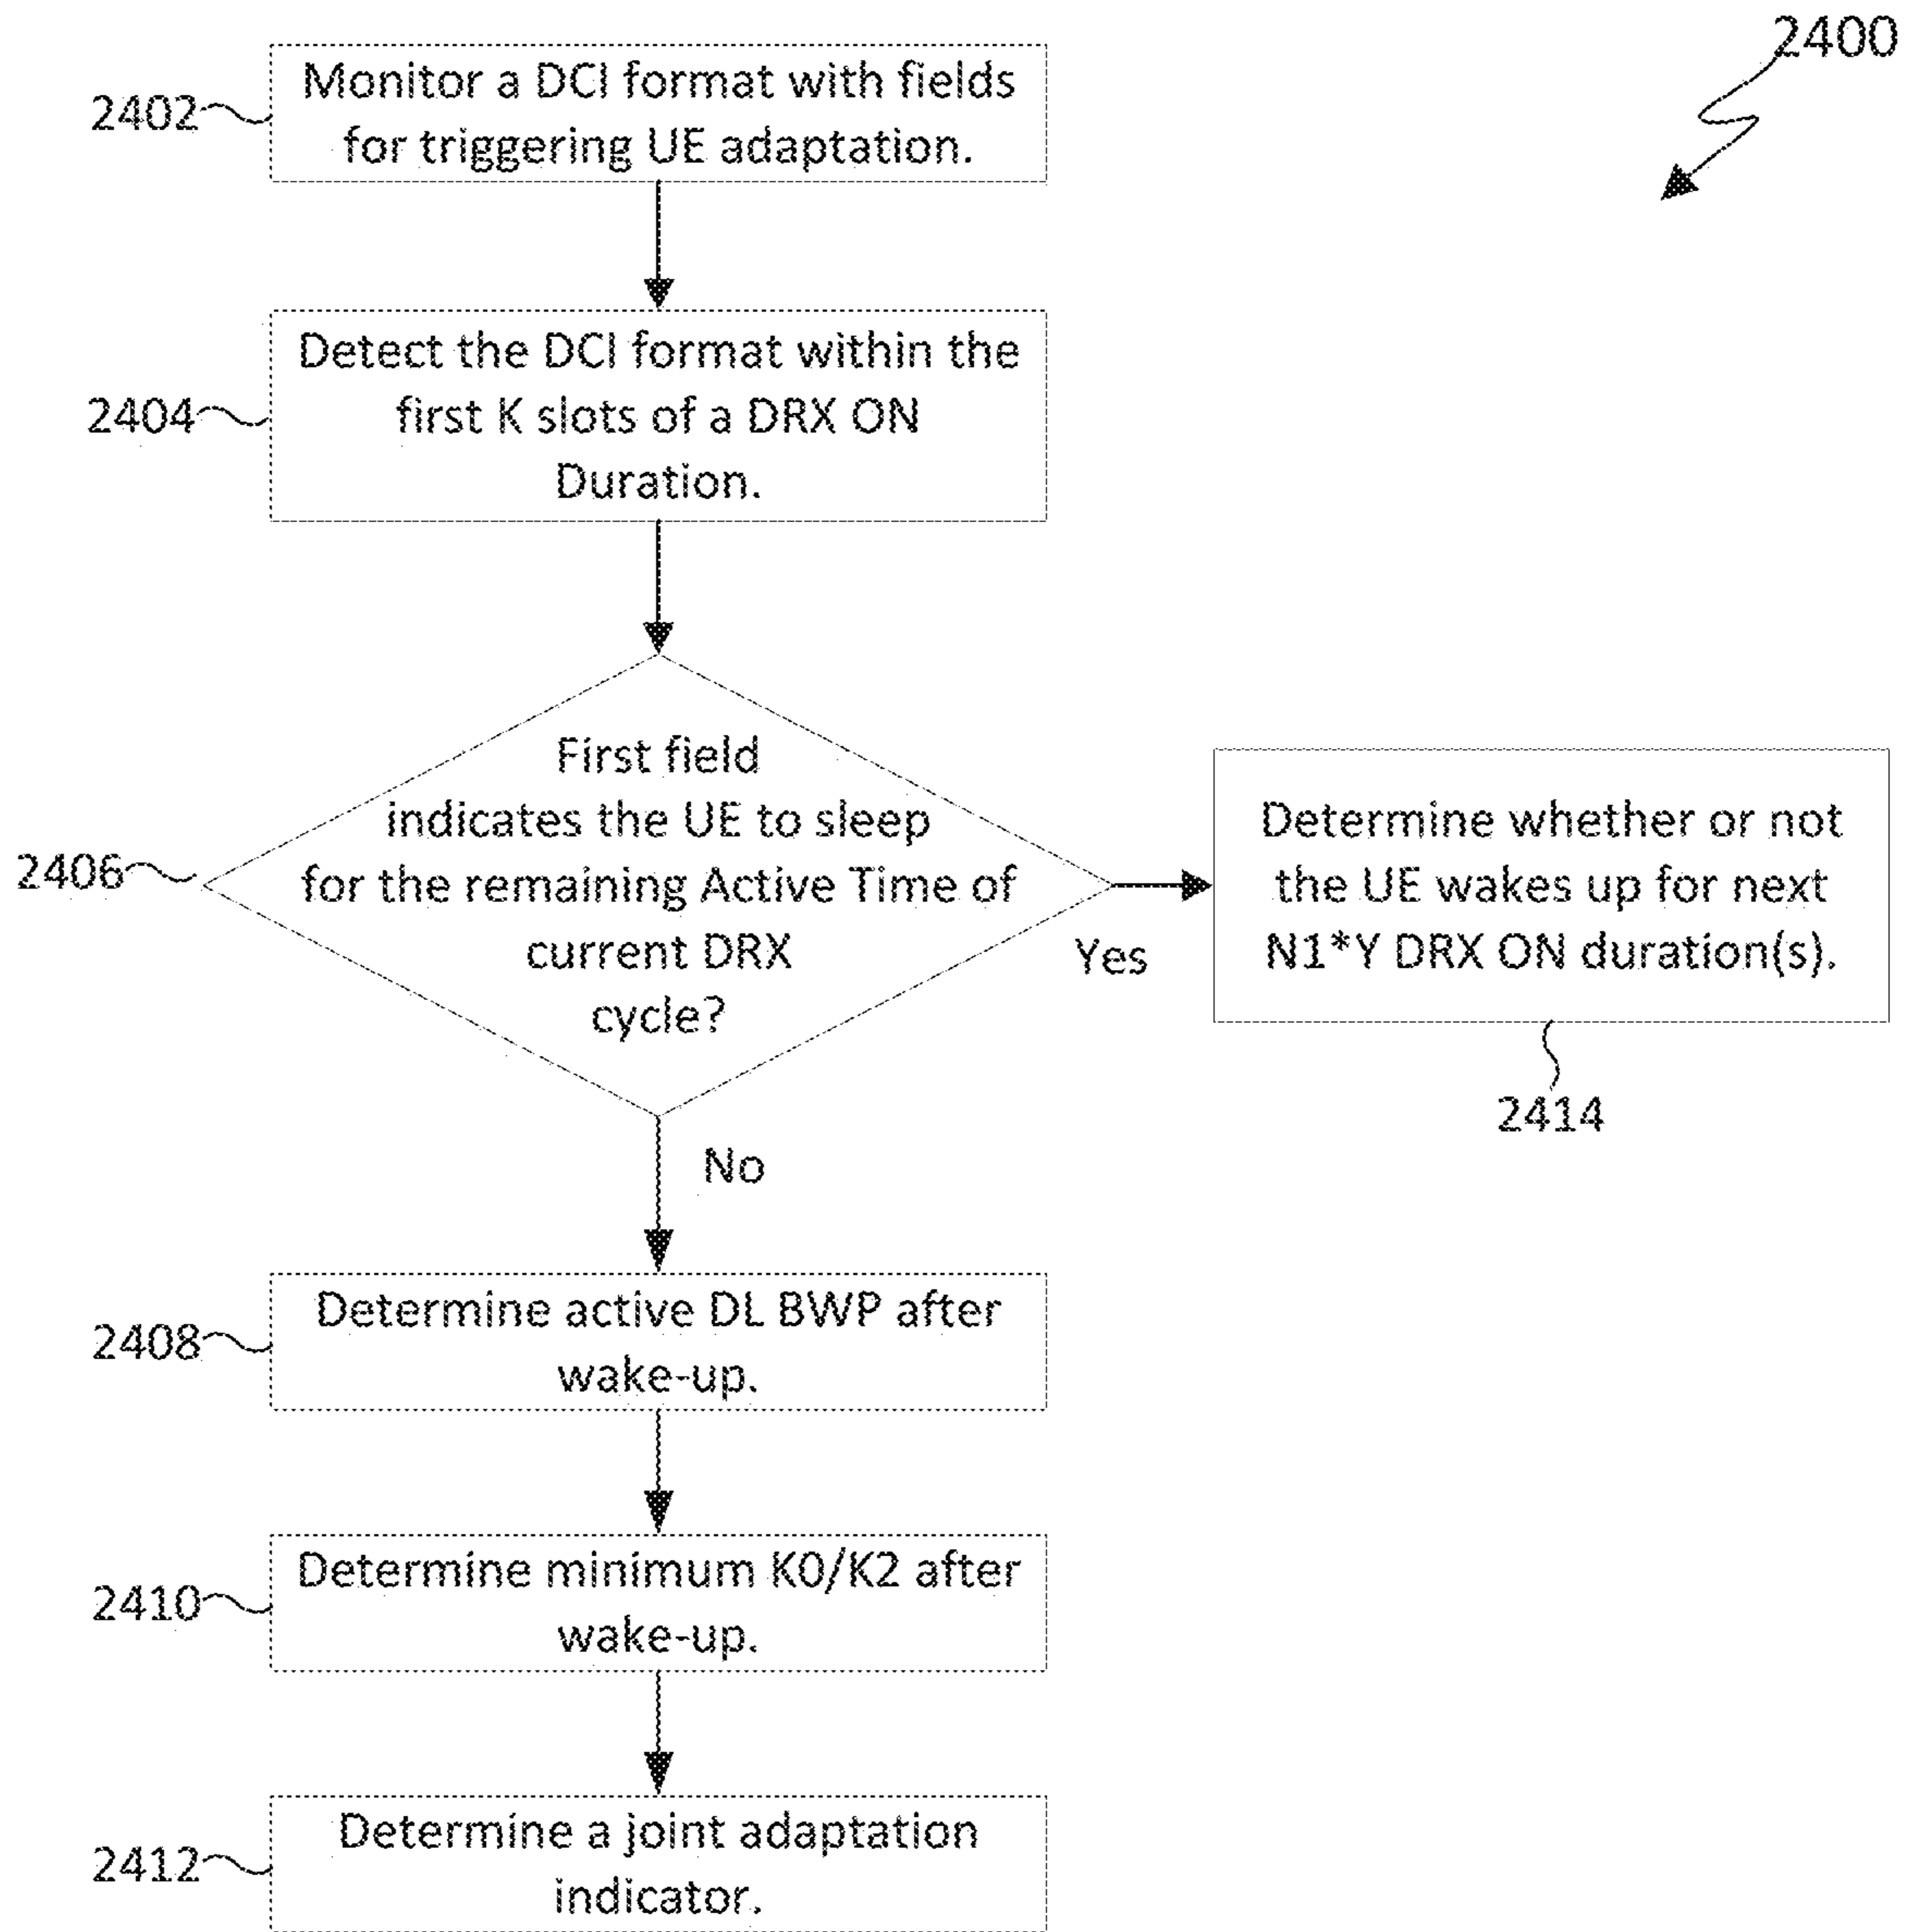 2400
2402
Monitor a DCI format with fields
for triggering UE adaptation.
2404
Detect the DCI format within the
first K slots of a DRX ON
Duration.
2406
First field
indicates the UE to sleep
for the remaining Active Time of
current DRX
cycle?
Yes
Determine whether or not
the UE wakes up for next
N1*Y DRX ON duration(s).
2414
No
2408
Determine active DL BWP after
wake-up.
2410
Determine minimum K0/K2 after
wake-up.
2412
Determine a joint adaptation
indicator.